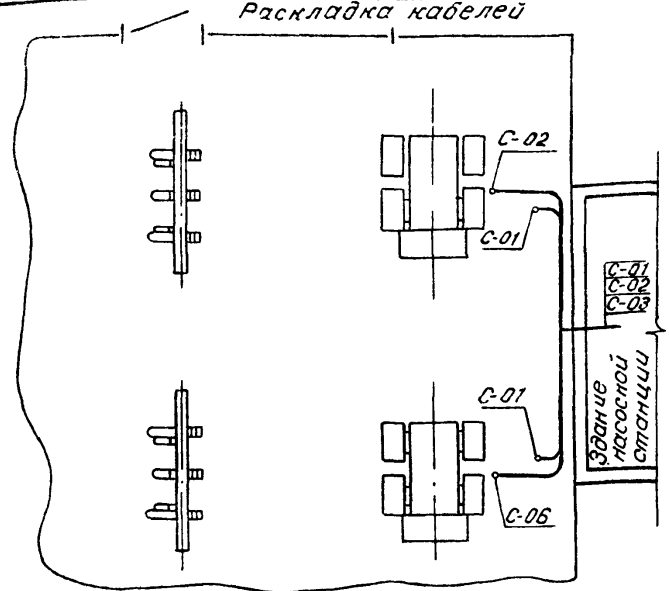 Раскладка кабелей
С-02
С-01
С-01
С-02
С-03
С-01
С-06
Здание
насосной
станции